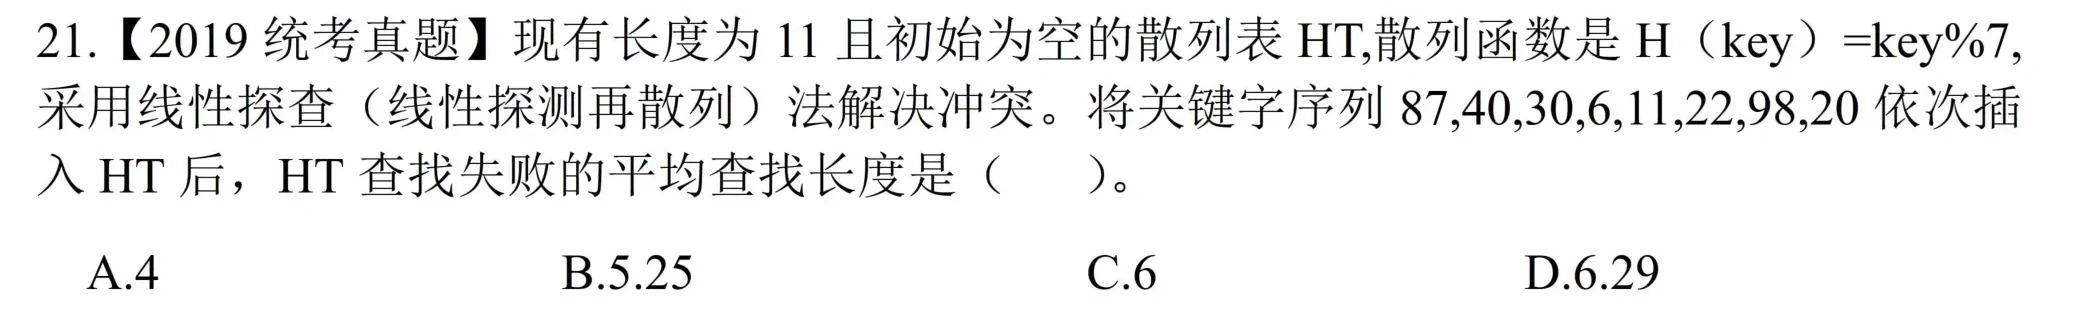 21.【2019 统考真题】现有长度为 11 且初始为空的散列表 HT,散列函数是 H（key）=key%7,
采用线性探查（线性探测再散列）法解决冲突。将关键字序列 87,40,30,6,11,22,98,20 依次插
入 HT 后，HT 查找失败的平均查找长度是（　　）。
A.4 B.5.25 C.6 D.6.29